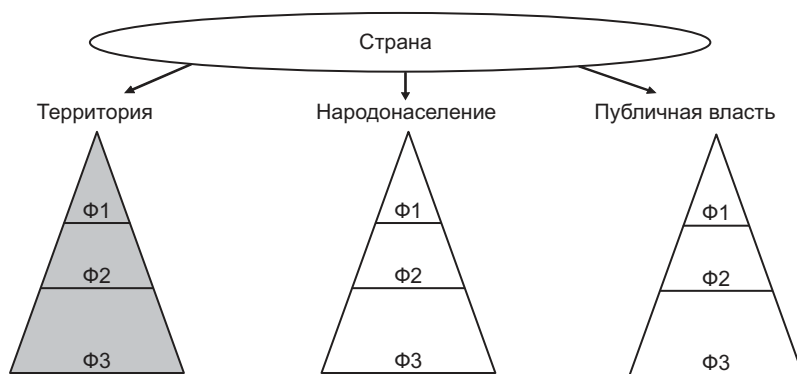 Страна
Территория Народонаселение Публичная власть
Ф1 Ф1 Ф1
Ф2 Ф2 Ф2
Ф3 Ф3 Ф3